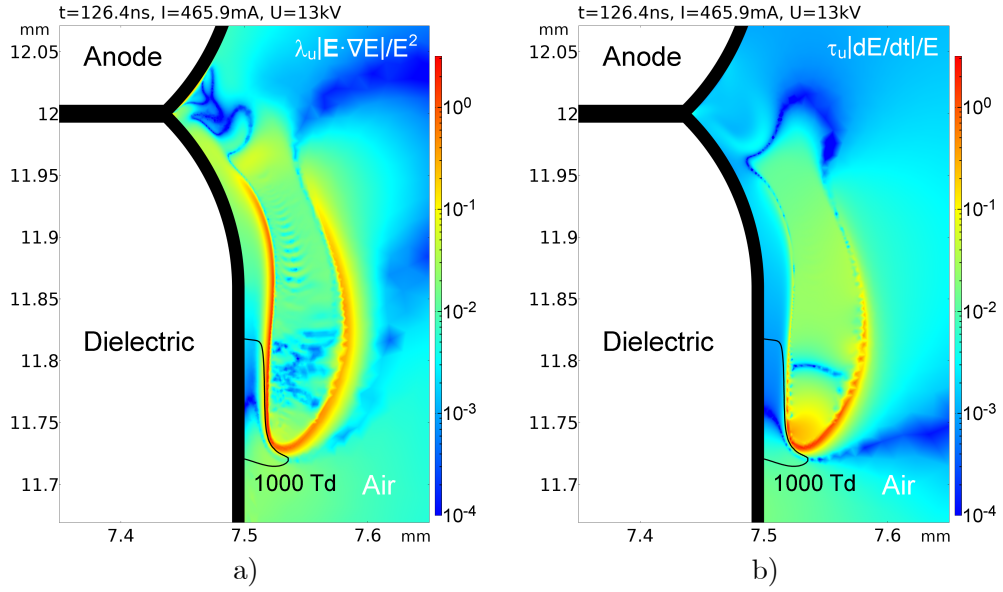 t=126.4ns, I=465.9mA, U=13kV
mm
12.05
12
11.95
11.9
11.85
11.8
11.75
11.7
Anode
λᵤ|E·∇E|/E²
Dielectric
1000 Td
Air
7.4
7.5
7.6
mm
10⁰
10⁻¹
10⁻²
10⁻³
10⁻⁴
a)
t=126.4ns, I=465.9mA, U=13kV
mm
12.05
12
11.95
11.9
11.85
11.8
11.75
11.7
Anode
τᵤ|dE/dt|/E
Dielectric
1000 Td
Air
7.4
7.5
7.6
mm
10⁰
10⁻¹
10⁻²
10⁻³
10⁻⁴
b)